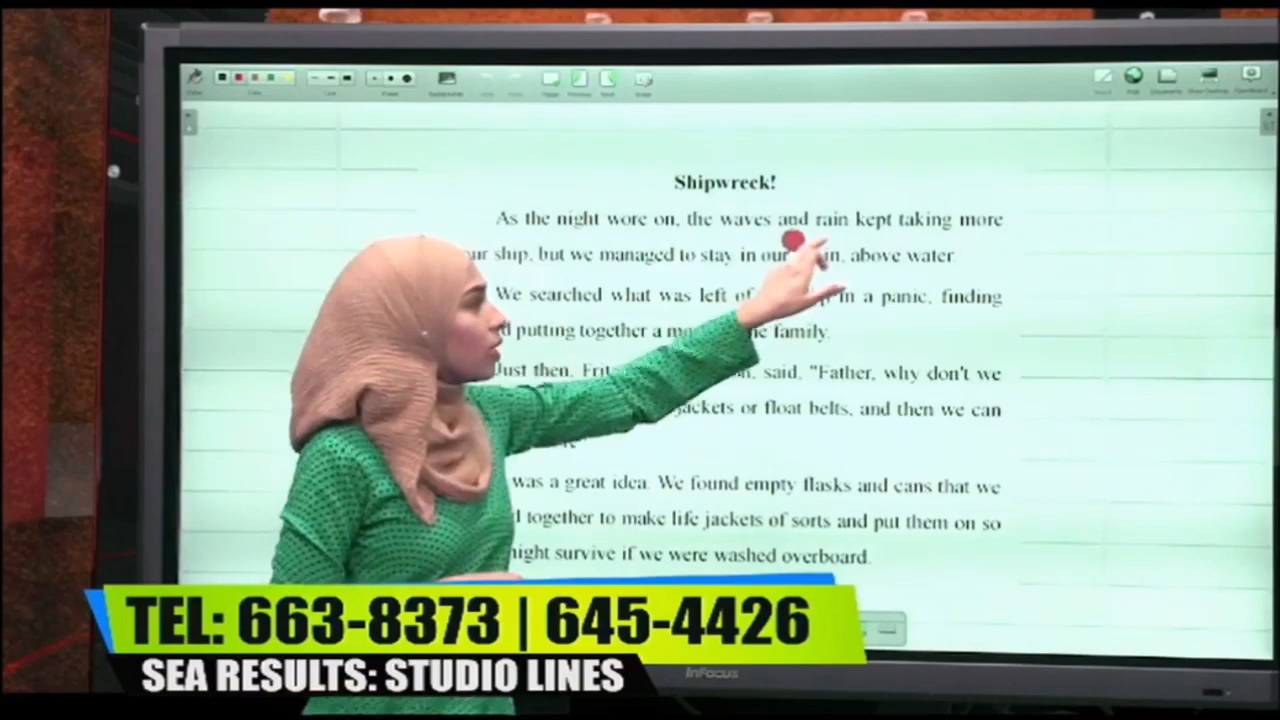 Shipwreck!
As the night wore on, the waves and rain kept taking more
ship, but we managed to stay in our above water.
We searched what was left of in a panic, finding
putting together a family.
Just then, said, "Father, why don't we
jackets or float belts, and then we can
was a great idea. We found empty flasks and cans that we
together to make life jackets of sorts and put them on so
might survive if we were washed overboard.
TEL: 663-8373 | 645-4426
SEA RESULTS: STUDIO LINES
InFocus